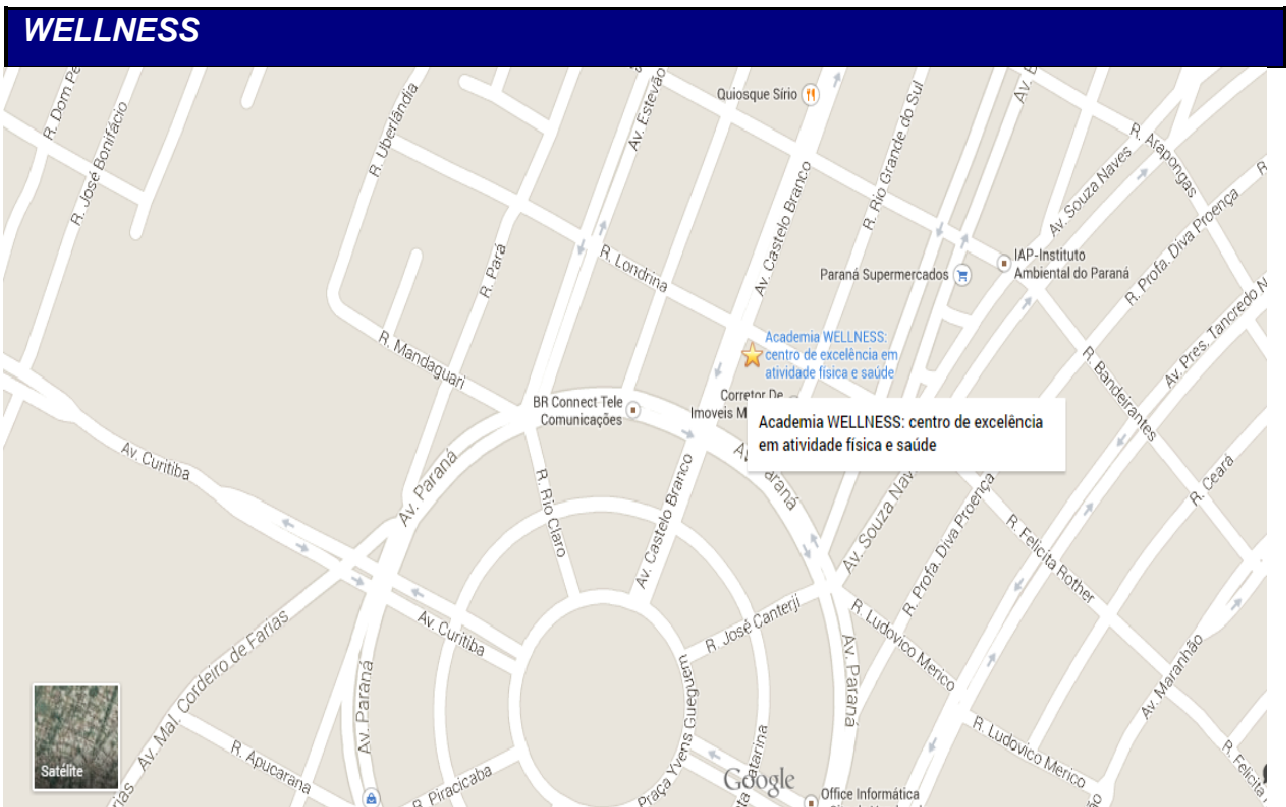 WELLNESS
R. Dom Pe
R. José Bonifácio
R. Uberlândia
Av. Estevão
Quiosque Sírio
R. Rio Grande do Sul
R. Arapongas
Av. Souza Naves
R. Profa. Diva Proença
R. Londrina
R. Pará
Av. Castelo Branco
Paraná Supermercados
IAP-Instituto
Ambiental do Paraná
Av. Pres. Tancredo N
R. Mandaguari
Academia WELLNESS:
centro de excelência em
atividade física e saúde
R. Bandeirantes
BR Connect Tele
Comunicações
Corretor De
Imoveis M
Academia WELLNESS: centro de excelência
em atividade física e saúde
Av. Curitiba
Av. Paraná
R. Rio Claro
Av. Castelo Branco
Av. Souza Nav
R. Profa. Diva Proença
R. Ceará
R. Felicita Rother
Av. Curitiba
R. José Canterji
R. Ludovico Merico
Av. Maranhão
Av. Mal. Cordeiro de Farias
Av. Paraná
Av. Paraná
R. Ludovico Merico
R. Felicit
R. Apucarana
R. Piracicaba
Praça Yvens Gueguem
Satélite
Google
Office Informática